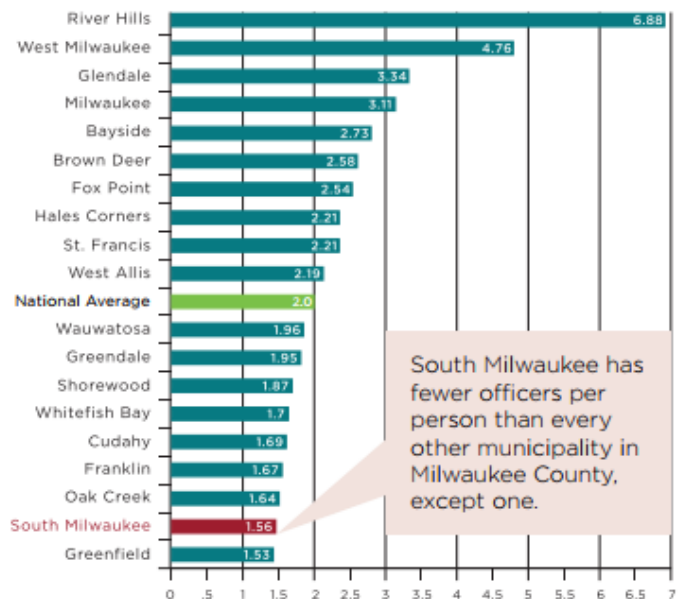 River Hills 6.88
West Milwaukee 4.76
Glendale 3.34
Milwaukee 3.11
Bayside 2.73
Brown Deer 2.58
Fox Point 2.54
Hales Corners 2.21
St. Francis 2.21
West Allis 2.19
National Average 2.0
Wauwatosa 1.96
Greendale 1.95
Shorewood 1.87
Whitefish Bay 1.7
Cudahy 1.69
Franklin 1.67
Oak Creek 1.64
South Milwaukee 1.56
Greenfield 1.53
South Milwaukee has
fewer officers per
person than every
other municipality in
Milwaukee County,
except one.
0 .5 1 1.5 2 2.5 3 3.5 4 4.5 5 5.5 6 6.5 7